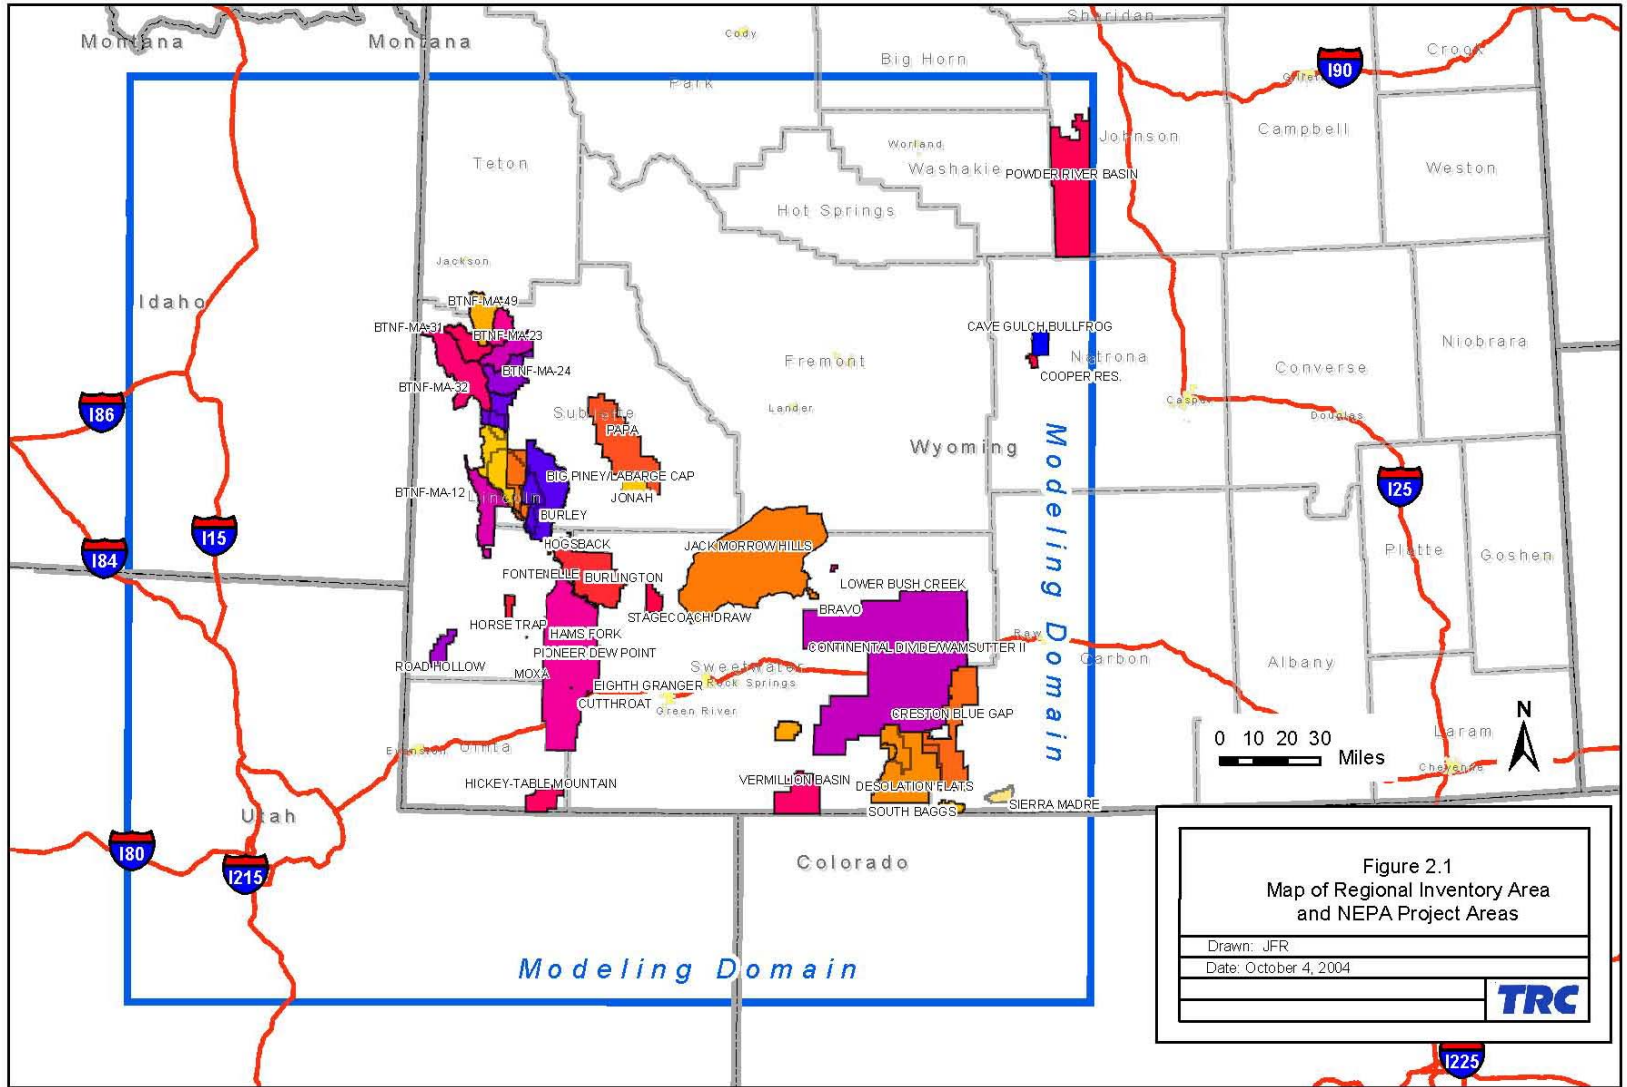 Montana
Montana
Cody
Sheridan
Big Horn
Crook
I90
Park
Johnson
Campbell
Worland
Teton
Washakie
POWDER RIVER BASIN
Weston
Hot Springs
Jackson
Idaho
BTNF-MA-49
BTNF-MA-31
BTNF-MA-23
CAVE GULCH BULLFROG
Natrona
Niobrara
Fremont
BTNF-MA-24
COOPER RES.
Converse
BTNF-MA-32
I86
Sublette
Lander
Casper
Douglas
PAPA
Wyoming
BIG PINEY/LABARGE CAP
BTNF-MA-12
Lincoln
JONAH
I25
BURLEY
I15
HOGSBACK
JACK MORROW HILLS
Modeling Domain
I84
Platte
Goshen
FONTENELLE
BURLINGTON
LOWER BUSH CREEK
STAGECOACH DRAW
BRAVO
HORSE TRAP
HAMS FORK
Raw
CONTINENTAL DIVIDE/WAMSUTTER II
PIONEER DEW POINT
Carbon
Albany
ROAD HOLLOW
MOXA
Sweetwater
EIGHTH GRANGER
Rock Springs
CUTTHROAT
Green River
CRESTON BLUE GAP
N
Evanston
Uinta
0 10 20 30
Miles
Laram
Cheyenne
HICKEY-TABLE MOUNTAIN
VERMILLION BASIN
DESOLATION FLATS
SIERRA MADRE
SOUTH BAGGS
Utah
I80
I215
Colorado
Modeling Domain
Figure 2.1
Map of Regional Inventory Area
and NEPA Project Areas
Drawn: JFR
Date: October 4, 2004
TRC
I225